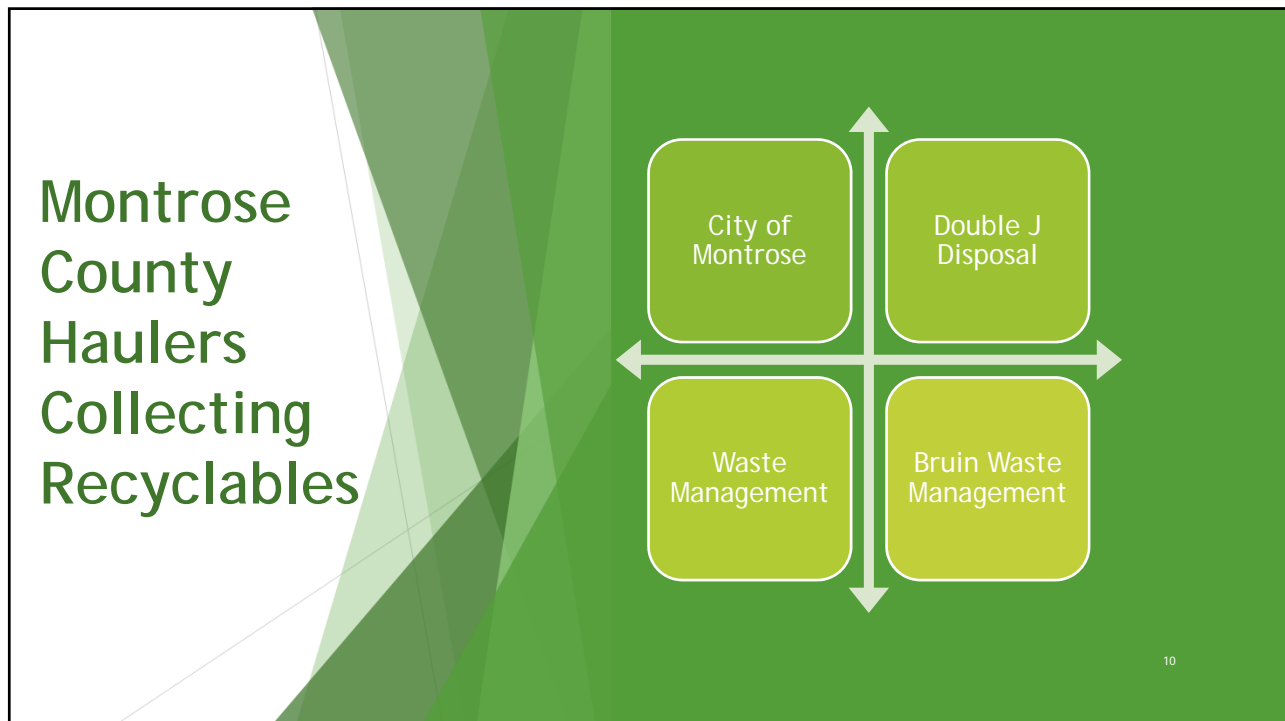 Montrose
County
Haulers
Collecting
Recyclables
City of
Montrose
Double J
Disposal
Waste
Management
Bruin Waste
Management
10